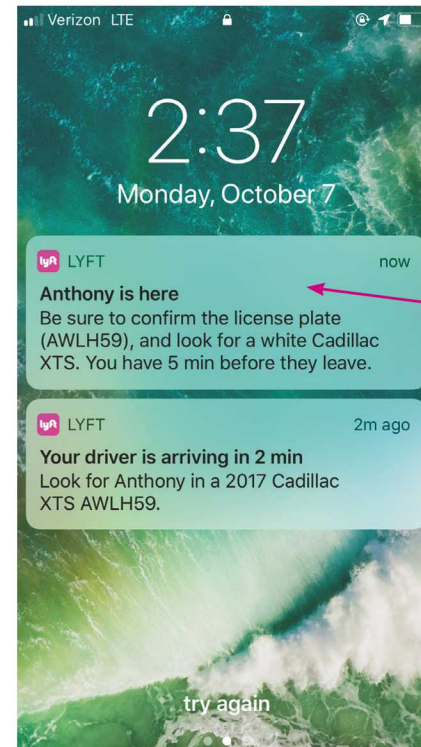 Verizon LTE
2:37
Monday, October 7
lyft LYFT now
Anthony is here
Be sure to confirm the license plate
(AWLH59), and look for a white Cadillac
XTS. You have 5 min before they leave.
lyft LYFT 2m ago
Your driver is arriving in 2 min
Look for Anthony in a 2017 Cadillac
XTS AWLH59.
try again